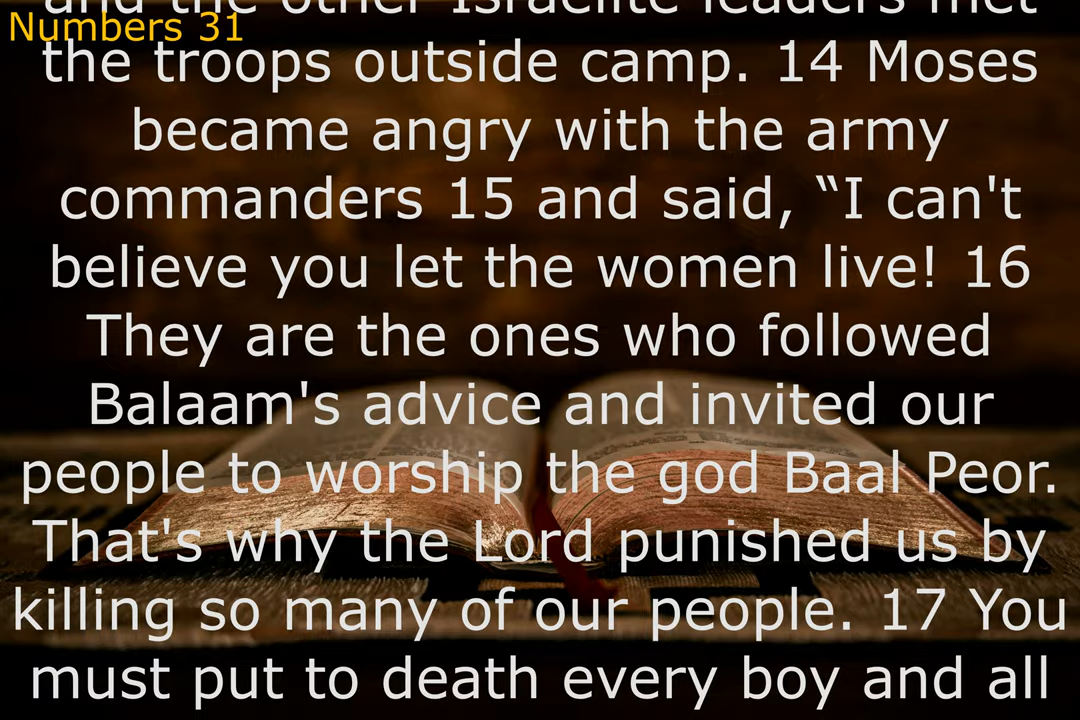 and the other Israelite leaders met
Numbers 31
the troops outside camp. 14 Moses
became angry with the army
commanders 15 and said, “I can't
believe you let the women live! 16
They are the ones who followed
Balaam's advice and invited our
people to worship the god Baal Peor.
That's why the Lord punished us by
killing so many of our people. 17 You
must put to death every boy and all